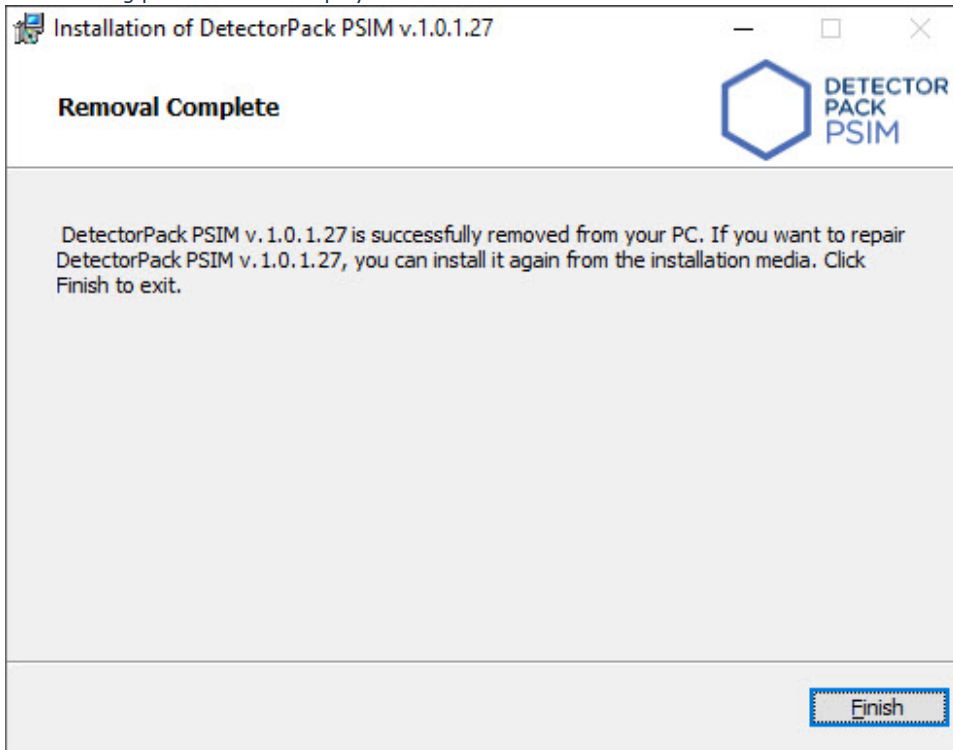 Installation of DetectorPack PSIM v.1.0.1.27
Removal Complete
DETECTOR
PACK
PSIM
DetectorPack PSIM v.1.0.1.27 is successfully removed from your PC. If you want to repair
DetectorPack PSIM v.1.0.1.27, you can install it again from the installation media. Click
Finish to exit.
Finish